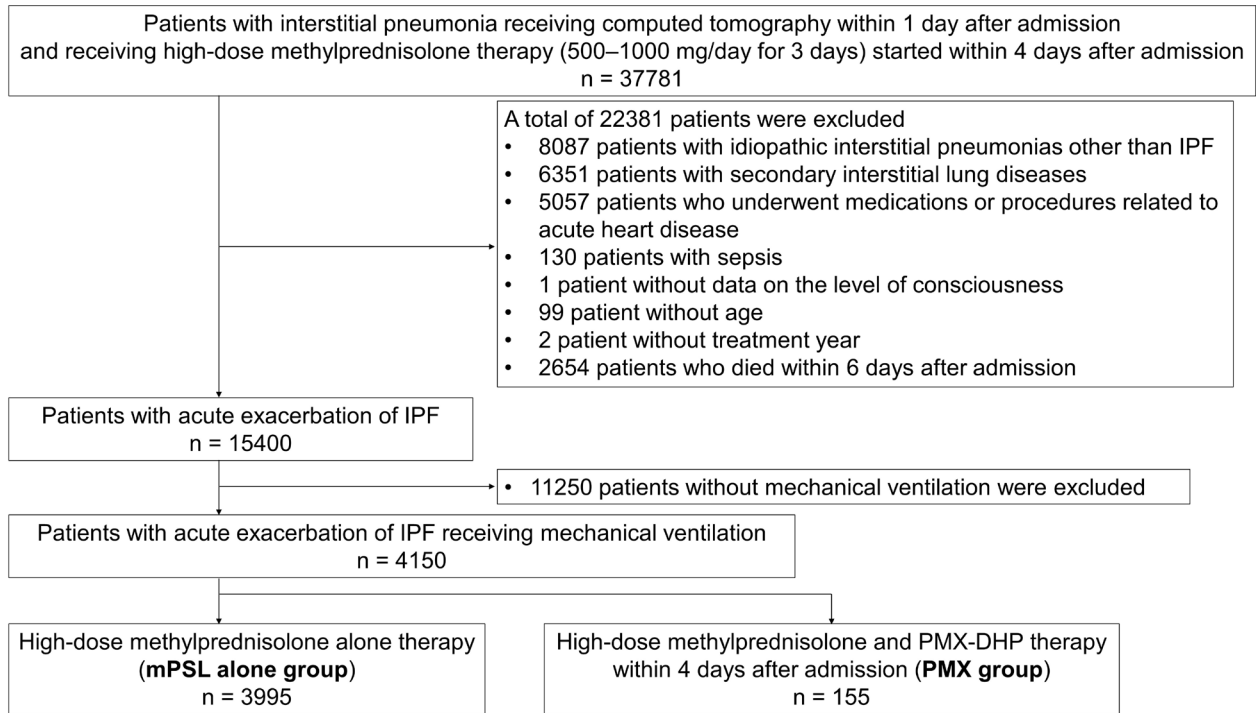 Patients with interstitial pneumonia receiving computed tomography within 1 day after admission
and receiving high-dose methylprednisolone therapy (500–1000 mg/day for 3 days) started within 4 days after admission
n = 37781
A total of 22381 patients were excluded
• 8087 patients with idiopathic interstitial pneumonias other than IPF
• 6351 patients with secondary interstitial lung diseases
• 5057 patients who underwent medications or procedures related to
acute heart disease
• 130 patients with sepsis
• 1 patient without data on the level of consciousness
• 99 patient without age
• 2 patient without treatment year
• 2654 patients who died within 6 days after admission
Patients with acute exacerbation of IPF
n = 15400
• 11250 patients without mechanical ventilation were excluded
Patients with acute exacerbation of IPF receiving mechanical ventilation
n = 4150
High-dose methylprednisolone alone therapy
(mPSL alone group)
n = 3995
High-dose methylprednisolone and PMX-DHP therapy
within 4 days after admission (PMX group)
n = 155